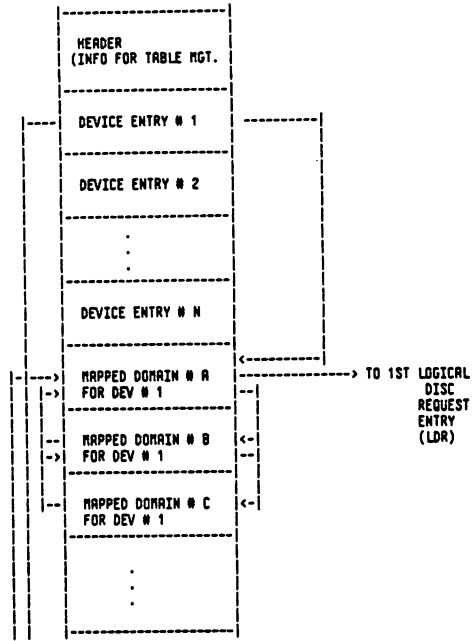 HEADER
(INFO FOR TABLE MGT.
DEVICE ENTRY # 1
DEVICE ENTRY # 2
DEVICE ENTRY # N
MAPPED DOMAIN # A
FOR DEV # 1
TO 1ST LOGICAL
DISC
REQUEST
ENTRY
(LDR)
MAPPED DOMAIN # B
FOR DEV # 1
MAPPED DOMAIN # C
FOR DEV # 1